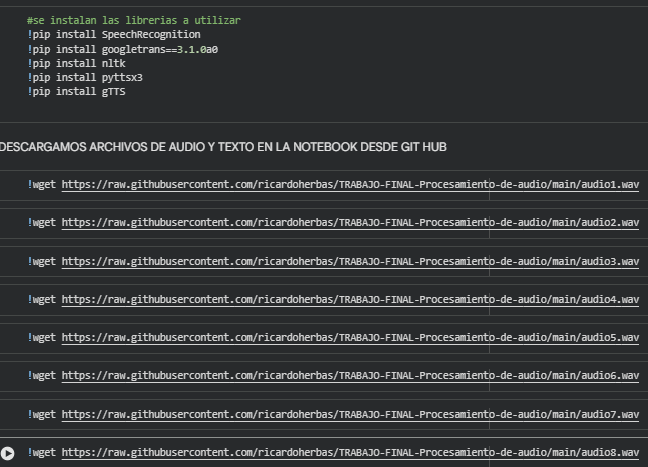 #se instalan las librerias a utilizar
!pip install SpeechRecognition
!pip install googletrans==3.1.0a0
!pip install nltk
!pip install pyttsx3
!pip install gTTS
DESCARGAMOS ARCHIVOS DE AUDIO Y TEXTO EN LA NOTEBOOK DESDE GIT HUB
!wget https://raw.githubusercontent.com/ricardoherbas/TRABAJO-FINAL-Procesamiento-de-audio/main/audio1.wav
!wget https://raw.githubusercontent.com/ricardoherbas/TRABAJO-FINAL-Procesamiento-de-audio/main/audio2.wav
!wget https://raw.githubusercontent.com/ricardoherbas/TRABAJO-FINAL-Procesamiento-de-audio/main/audio3.wav
!wget https://raw.githubusercontent.com/ricardoherbas/TRABAJO-FINAL-Procesamiento-de-audio/main/audio4.wav
!wget https://raw.githubusercontent.com/ricardoherbas/TRABAJO-FINAL-Procesamiento-de-audio/main/audio5.wav
!wget https://raw.githubusercontent.com/ricardoherbas/TRABAJO-FINAL-Procesamiento-de-audio/main/audio6.wav
!wget https://raw.githubusercontent.com/ricardoherbas/TRABAJO-FINAL-Procesamiento-de-audio/main/audio7.wav
!wget https://raw.githubusercontent.com/ricardoherbas/TRABAJO-FINAL-Procesamiento-de-audio/main/audio8.wav